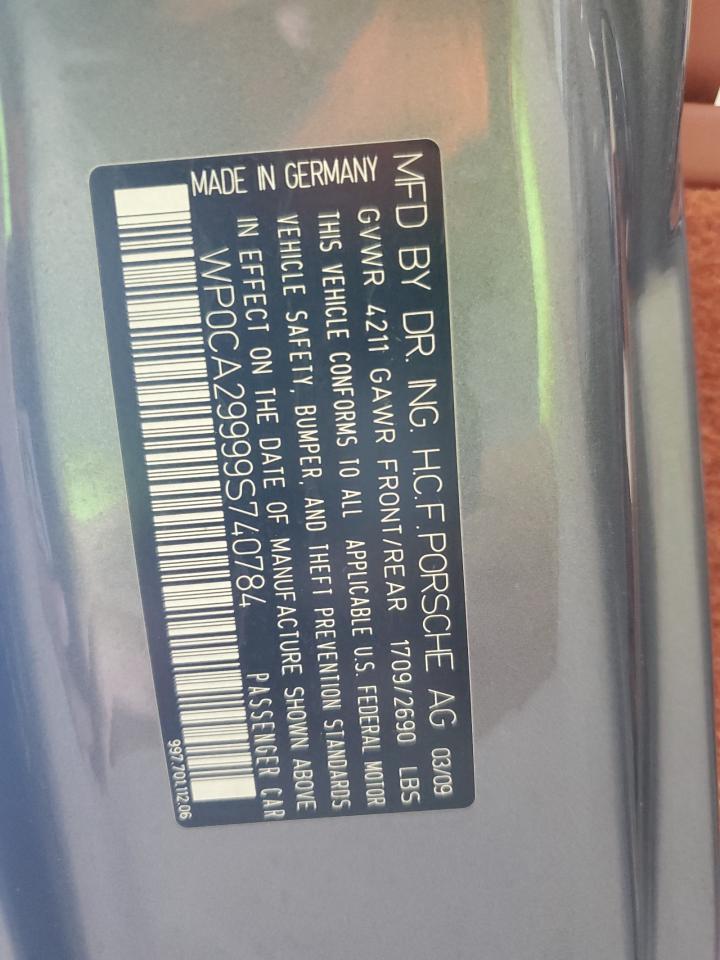 MFD BY DR. ING. H.C.F. PORSCHE AG 03/09
GVWR 4211 GAWR FRONT/REAR 1709/2690 LBS
THIS VEHICLE CONFORMS TO ALL APPLICABLE U.S. FEDERAL MOTOR
VEHICLE SAFETY, BUMPER, AND THEFT PREVENTION STANDARDS
IN EFFECT ON THE DATE OF MANUFACTURE SHOWN ABOVE
MADE IN GERMANY
WP0CA29999S740784 PASSENGER CAR
997.701.112.06